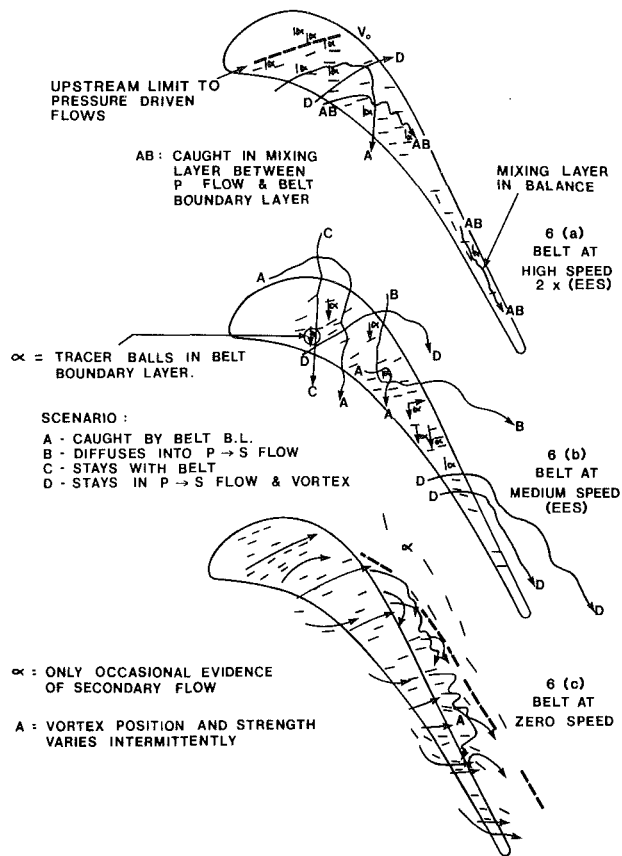 V₀
α
α
α
α
α
α
D
UPSTREAM LIMIT TO
PRESSURE DRIVEN
FLOWS
D
AB
α
α
AB
A
AB: CAUGHT IN MIXING
LAYER BETWEEN
P FLOW & BELT
BOUNDARY LAYER
MIXING LAYER
IN BALANCE
AB
α
AB
6 (a)
BELT AT
HIGH SPEED
2 x (EES)
C
A
B
α
α
α = TRACER BALLS IN BELT
BOUNDARY LAYER.
D
D
C
A
A
A
B
α
α
α
α
SCENARIO :
A - CAUGHT BY BELT B.L.
B - DIFFUSES INTO P → S FLOW
C - STAYS WITH BELT
D - STAYS IN P → S FLOW & VORTEX
6 (b)
BELT AT
MEDIUM SPEED
(EES)
D
D
D
D
α
α = ONLY OCCASIONAL EVIDENCE
OF SECONDARY FLOW
A = VORTEX POSITION AND STRENGTH
VARIES INTERMITTENTLY
A
6 (c)
BELT AT
ZERO SPEED